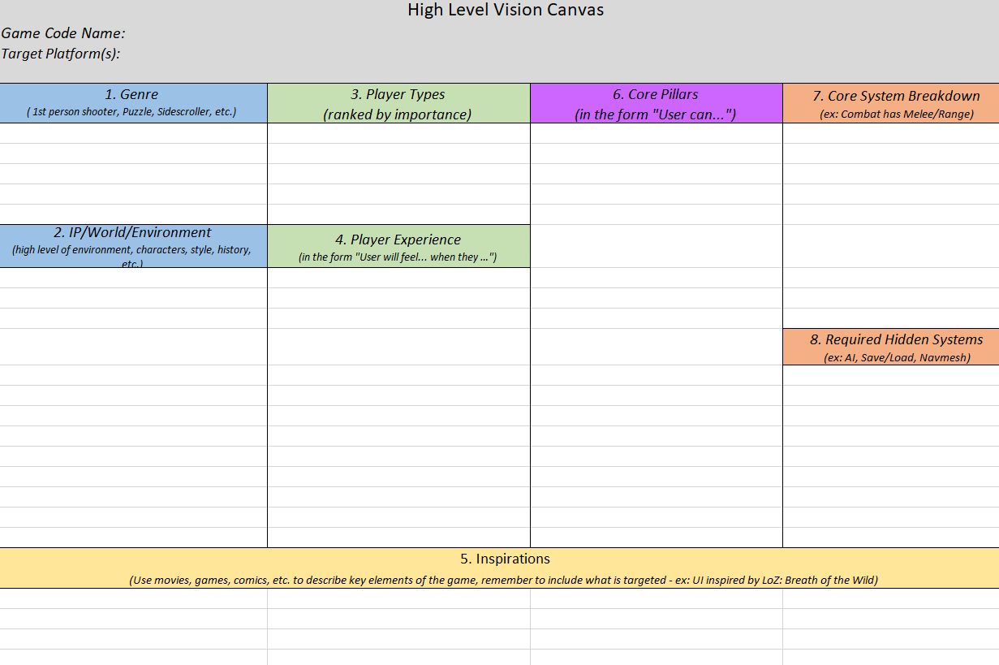 High Level Vision Canvas
Game Code Name:
Target Platform(s):
1. Genre
( 1st person shooter, Puzzle, Sidescroller, etc.)
2. IP/World/Environment
(high level of environment, characters, style, history,
etc.)
3. Player Types
(ranked by importance)
4. Player Experience
(in the form "User will feel... when they ...")
6. Core Pillars
(in the form "User can...")
7. Core System Breakdown
(ex: Combat has Melee/Range)
8. Required Hidden Systems
(ex: AI, Save/Load, Navmesh)
5. Inspirations
(Use movies, games, comics, etc. to describe key elements of the game, remember to include what is targeted - ex: UI inspired by LoZ: Breath of the Wild)